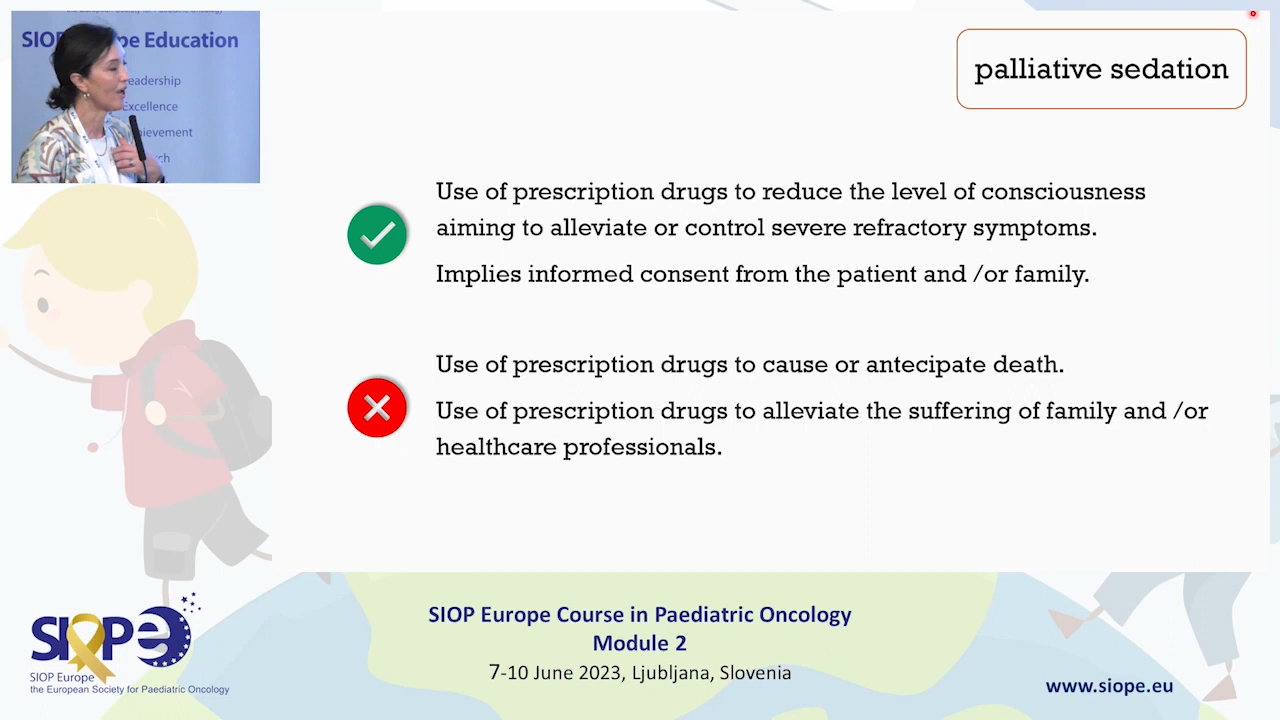 SIOP Europe Education
Leadership
Excellence
palliative sedation
Use of prescription drugs to reduce the level of consciousness
aiming to alleviate or control severe refractory symptoms.
Implies informed consent from the patient and /or family.
Use of prescription drugs to cause or antecipate death.
Use of prescription drugs to alleviate the suffering of family and /or
healthcare professionals.
SIOPe
SIOP Europe
the European Society for Paediatric Oncology
SIOP Europe Course in Paediatric Oncology
Module 2
7-10 June 2023, Ljubljana, Slovenia
www.siope.eu